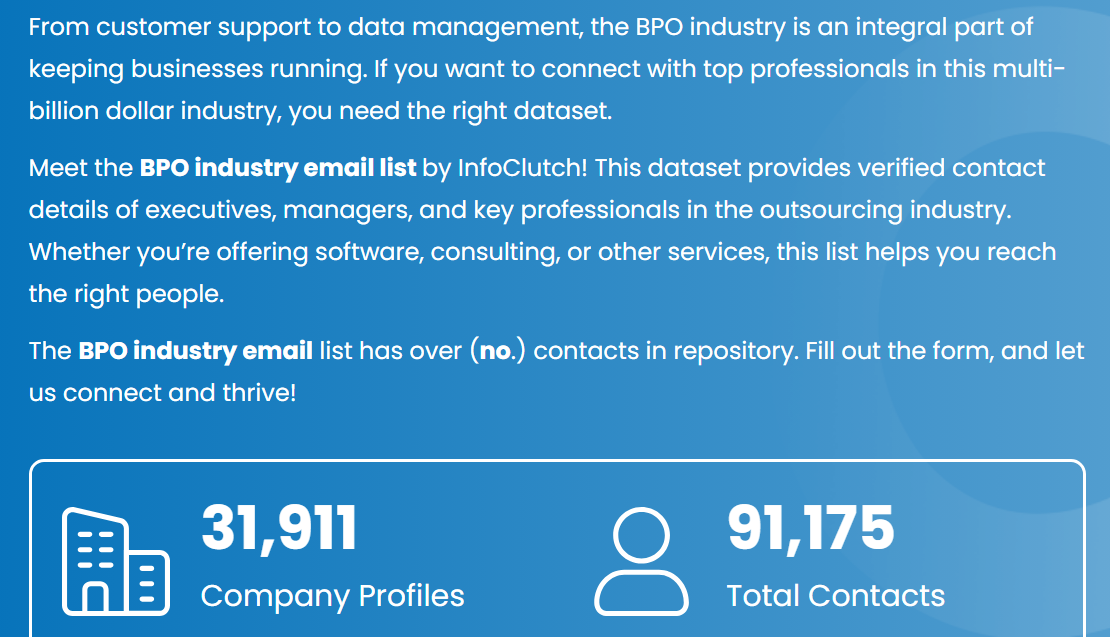 From customer support to data management, the BPO industry is an integral part of
keeping businesses running. If you want to connect with top professionals in this multi-
billion dollar industry, you need the right dataset.
Meet the BPO industry email list by InfoClutch! This dataset provides verified contact
details of executives, managers, and key professionals in the outsourcing industry.
Whether you’re offering software, consulting, or other services, this list helps you reach
the right people.
The BPO industry email list has over (no.) contacts in repository. Fill out the form, and let
us connect and thrive!
31,911
Company Profiles
91,175
Total Contacts